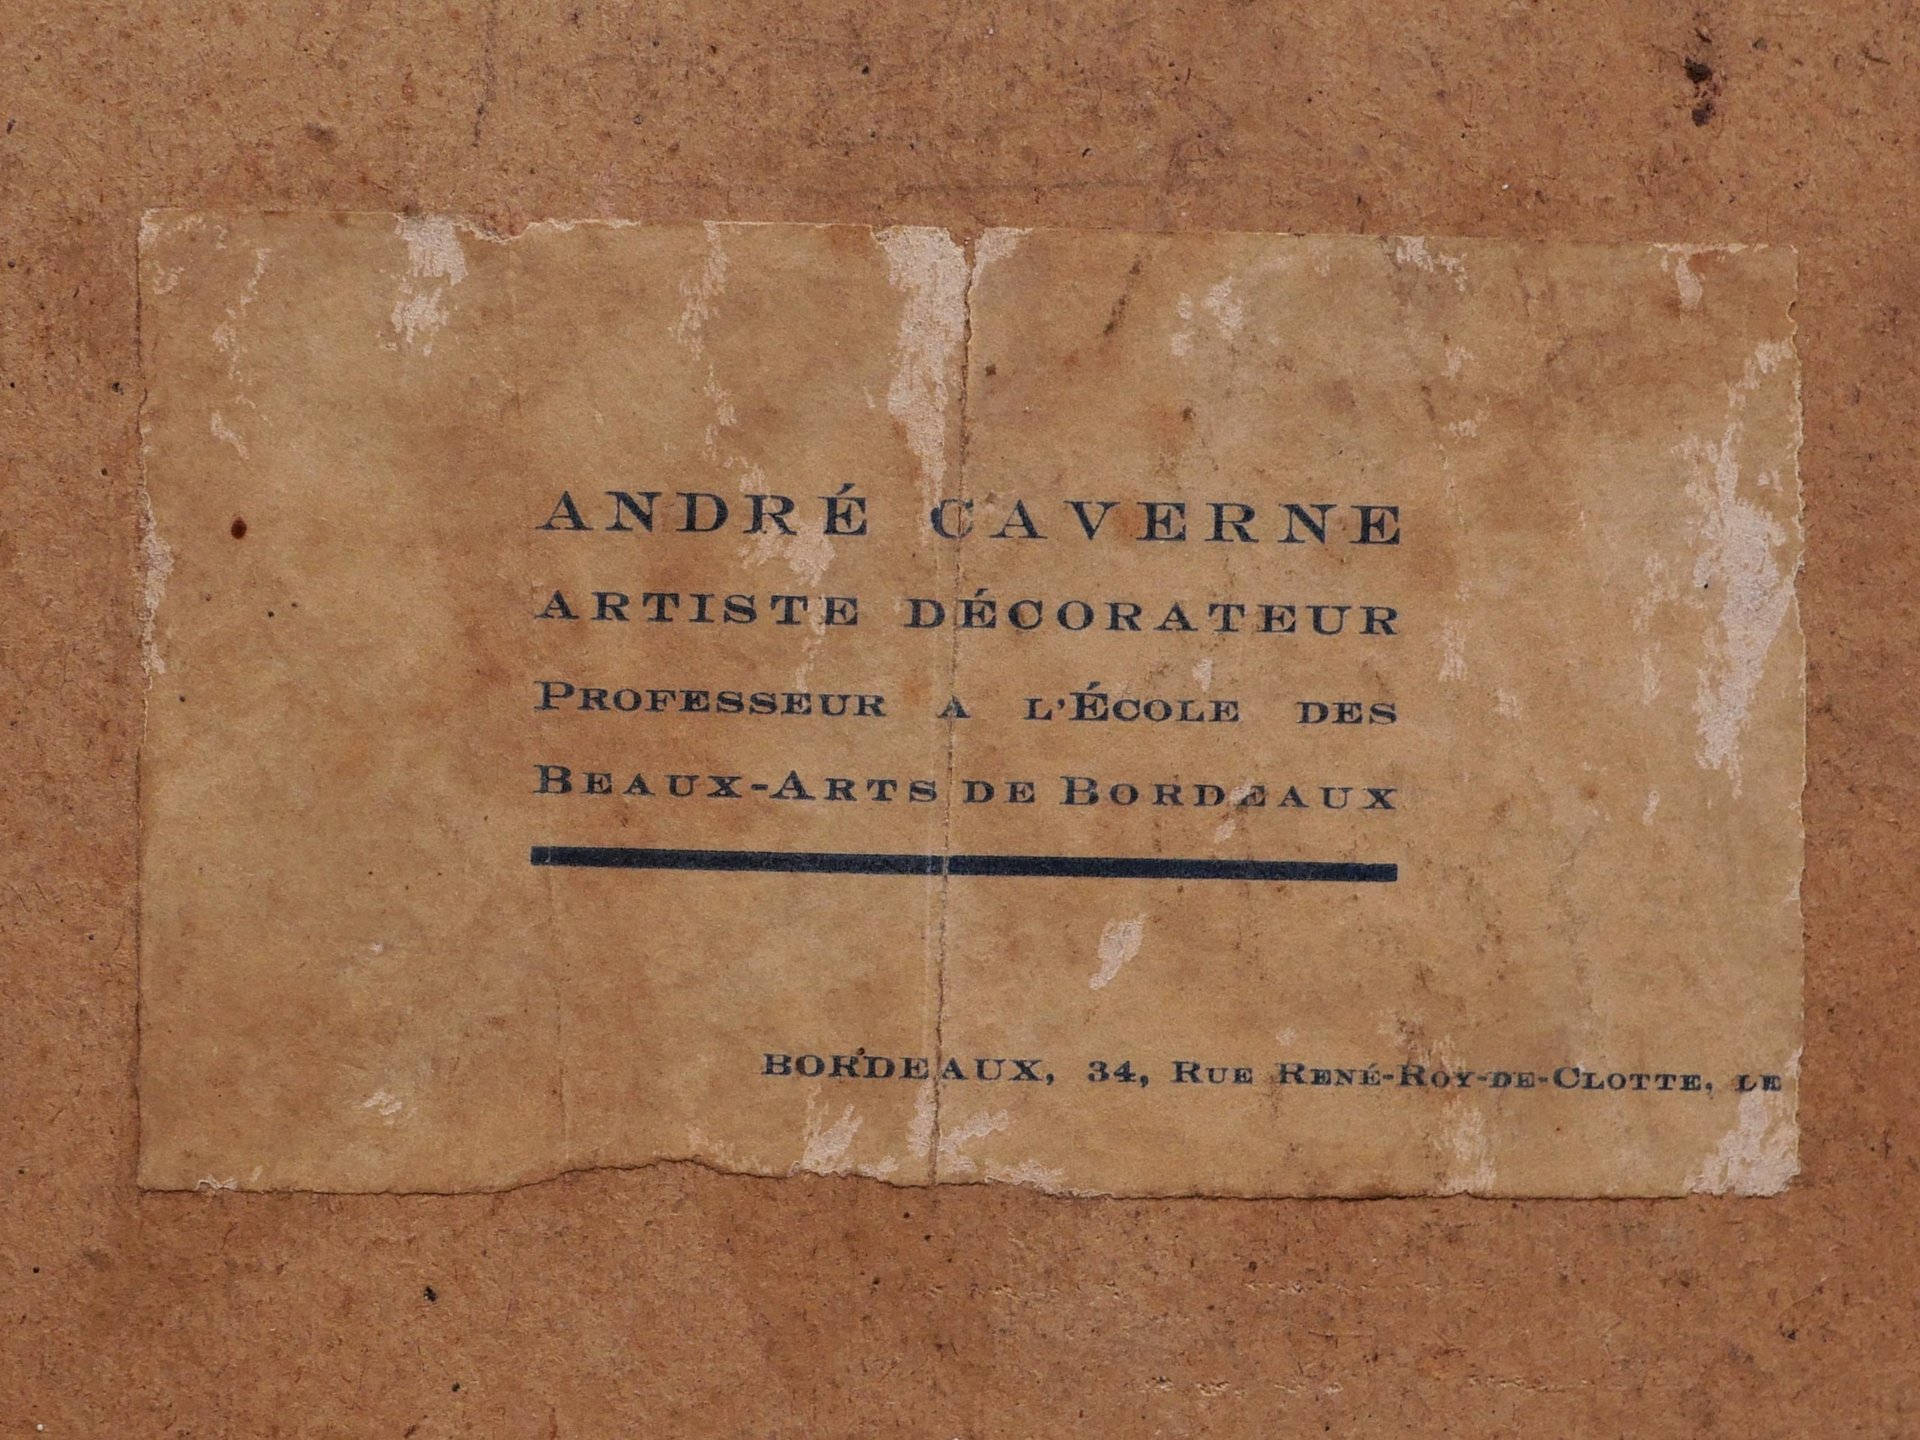 ANDRÉ CAVERNE
ARTISTE DÉCORATEUR
PROFESSEUR A L'ÉCOLE DES
BEAUX-ARTS DE BORDEAUX
BORDEAUX, 34, RUE RENÉ-ROY-DE-CLOTTE, LE